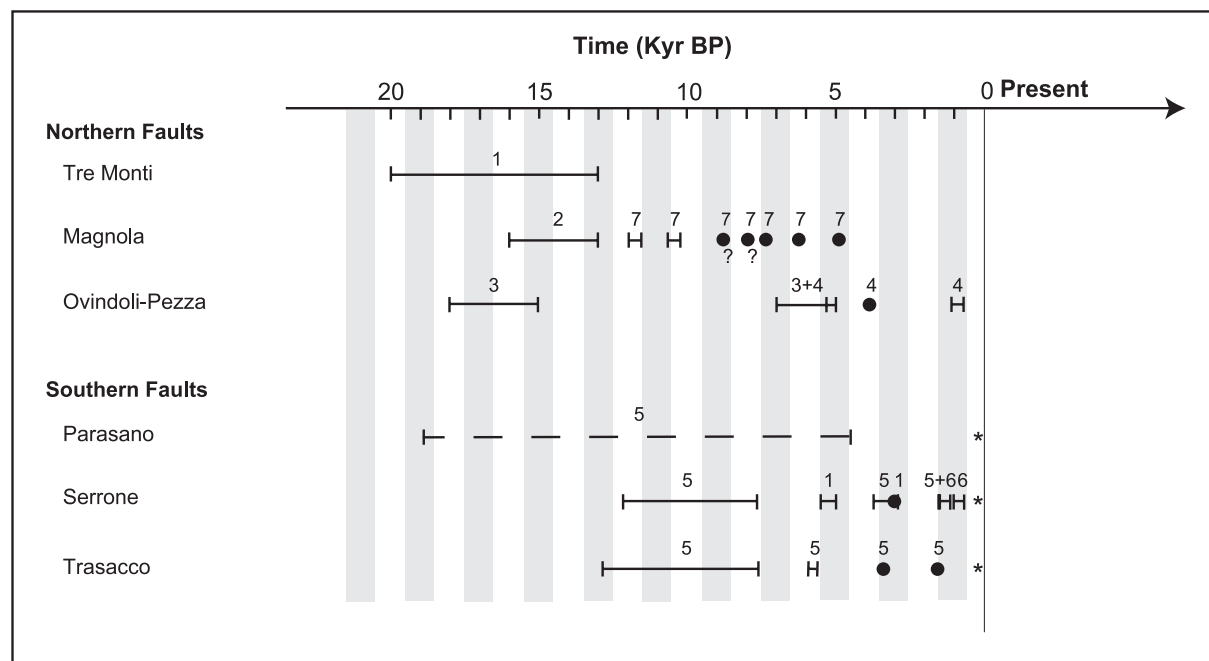 Time (Kyr BP)
20 15 10 5 0 Present
Northern Faults
1
Tre Monti
2 7 7 7 7 7 7 7
Magnola
? ?
3 3+4 4 4
Ovindoli-Pezza
Southern Faults
5
Parasano *
5 1 5 1 5+6 6
Serrone *
5 5 5 5
Trasacco *